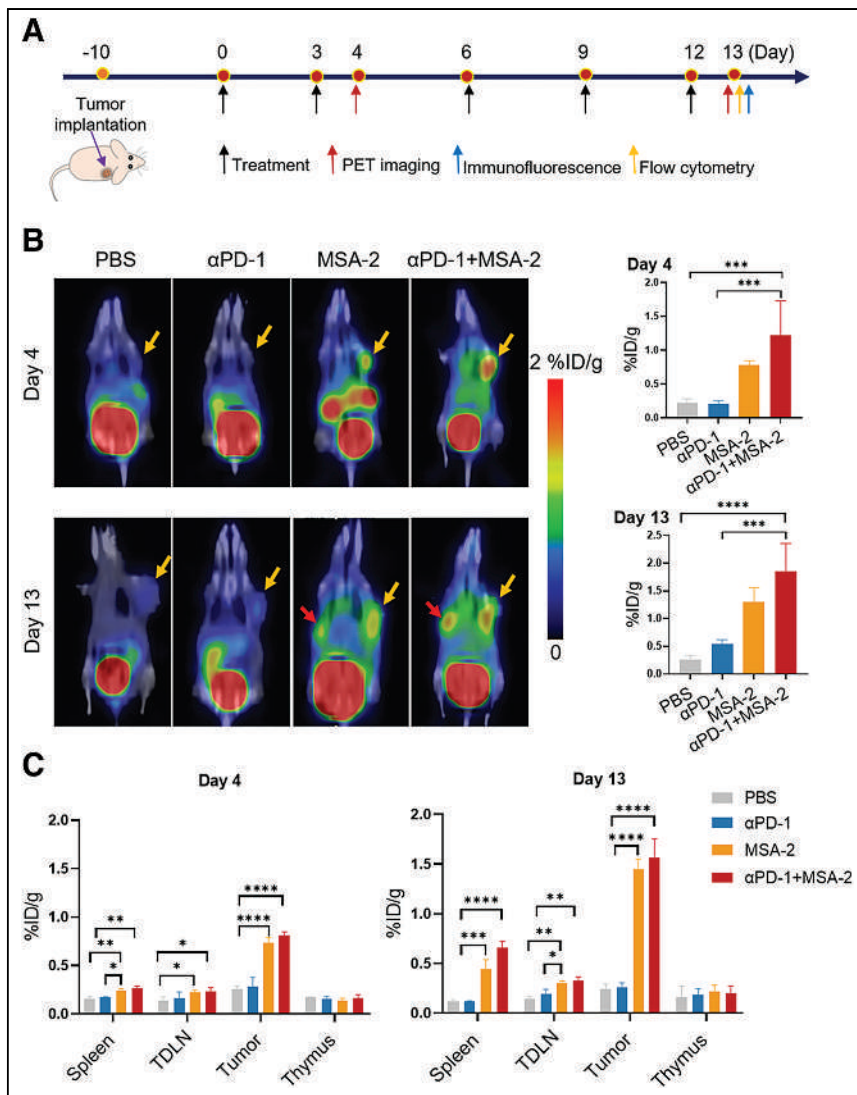 A
-10 0 3 4 6 9 12 13 (Day)
Tumor
implantation
Treatment PET imaging Immunofluorescence Flow cytometry
B
PBS αPD-1 MSA-2 αPD-1+MSA-2
Day 4
Day 13
2 %ID/g
0
Day 4
*** 
***
%ID/g
2.0
1.5
1.0
0.5
0.0
PBS
αPD-1
MSA-2
αPD-1+MSA-2
Day 13
****
***
%ID/g
2.5
2.0
1.5
1.0
0.5
0.0
PBS
αPD-1
MSA-2
αPD-1+MSA-2
C
Day 4
%ID/g
2.0
1.5
1.0
0.5
0.0
**
**
*
*
*
****
****
Spleen
TDLN
Tumor
Thymus
Day 13
%ID/g
2.0
1.5
1.0
0.5
0.0
****
***
**
**
*
****
****
Spleen
TDLN
Tumor
Thymus
PBS
αPD-1
MSA-2
αPD-1+MSA-2